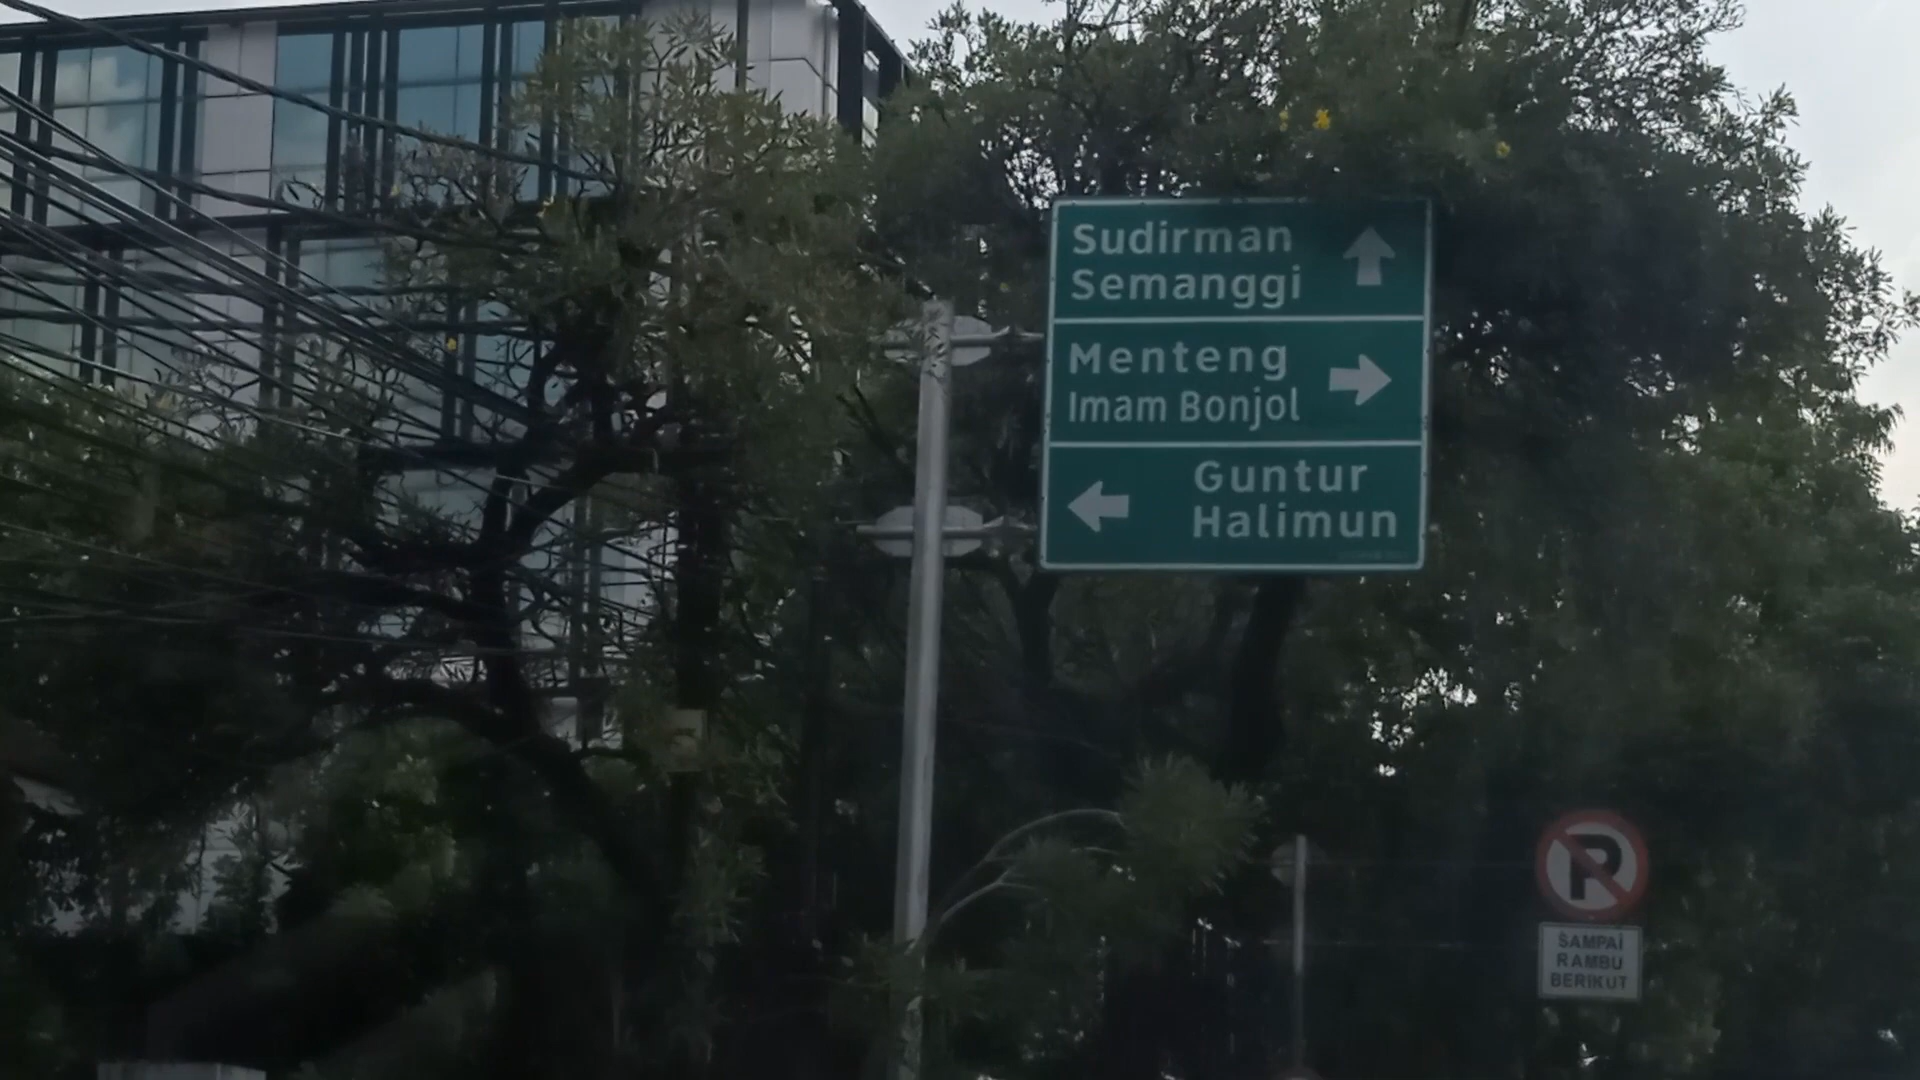 Sudirman
Semanggi
Menteng
Imam Bonjol
Guntur
Halimun
P
SAMPAI
RAMBU
BERIKUT